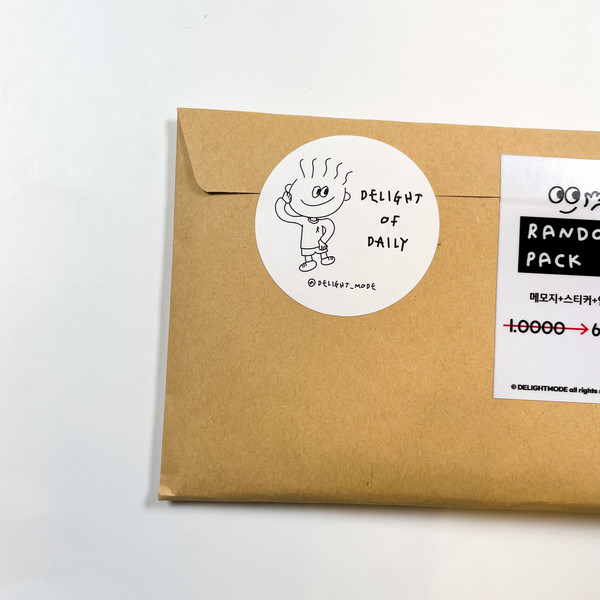 DELIGHT
OF
DAILY
@DELIGHT_MODE
R
RANDO
PACK
메모지+스티커+
1.0000→6
© DELIGHTMODE all rights